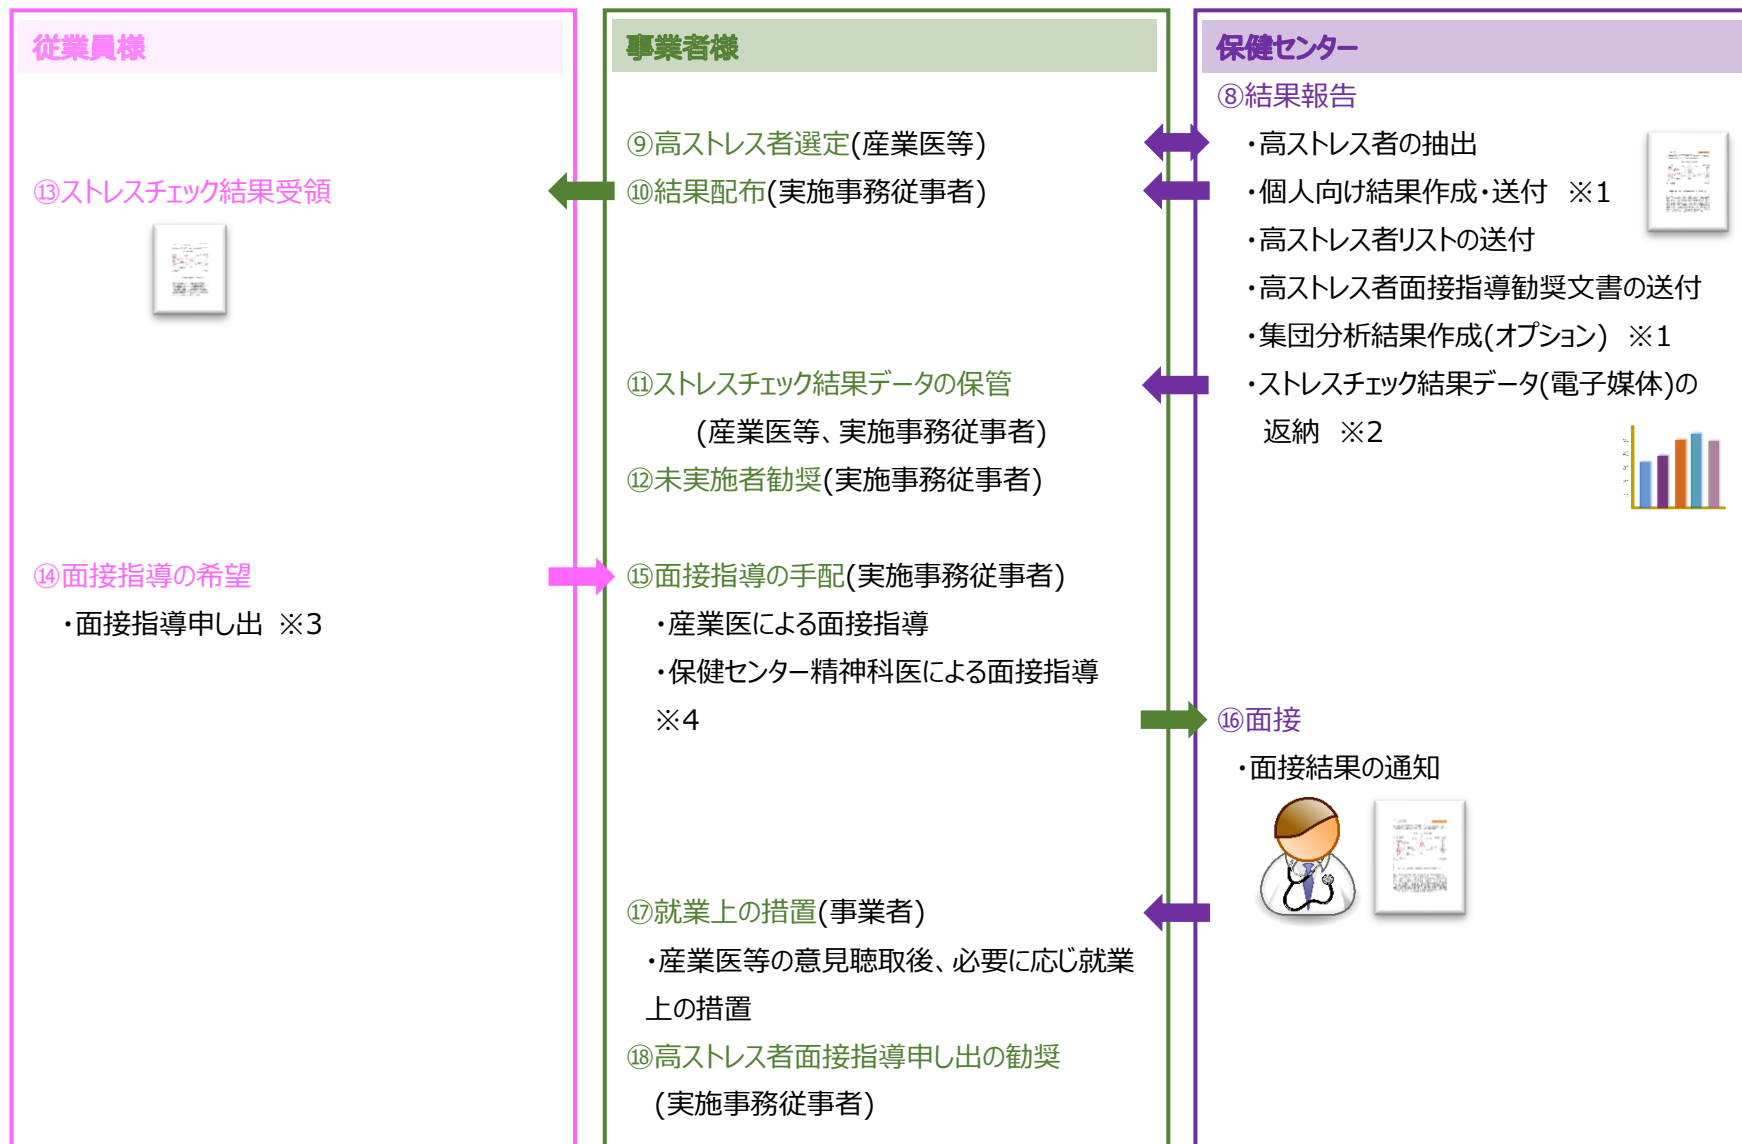 従業員様
⑬ストレスチェック結果受領
⑭面接指導の希望
・面接指導申し出 ※3
事業者様
⑨高ストレス者選定(産業医等)
⑩結果配布(実施事務従事者)
⑪ストレスチェック結果データの保管
(産業医等、実施事務従事者)
⑫未実施者勧奨(実施事務従事者)
⑮面接指導の手配(実施事務従事者)
・産業医による面接指導
・保健センター精神科医による面接指導
※4
⑰就業上の措置(事業者)
・産業医等の意見聴取後、必要に応じ就業
上の措置
⑱高ストレス者面接指導申し出の勧奨
(実施事務従事者)
保健センター
⑧結果報告
・高ストレス者の抽出
・個人向け結果作成・送付 ※1
・高ストレス者リストの送付
・高ストレス者面接指導勧奨文書の送付
・集団分析結果作成(オプション) ※1
・ストレスチェック結果データ(電子媒体)の
返納 ※2
⑯面接
・面接結果の通知